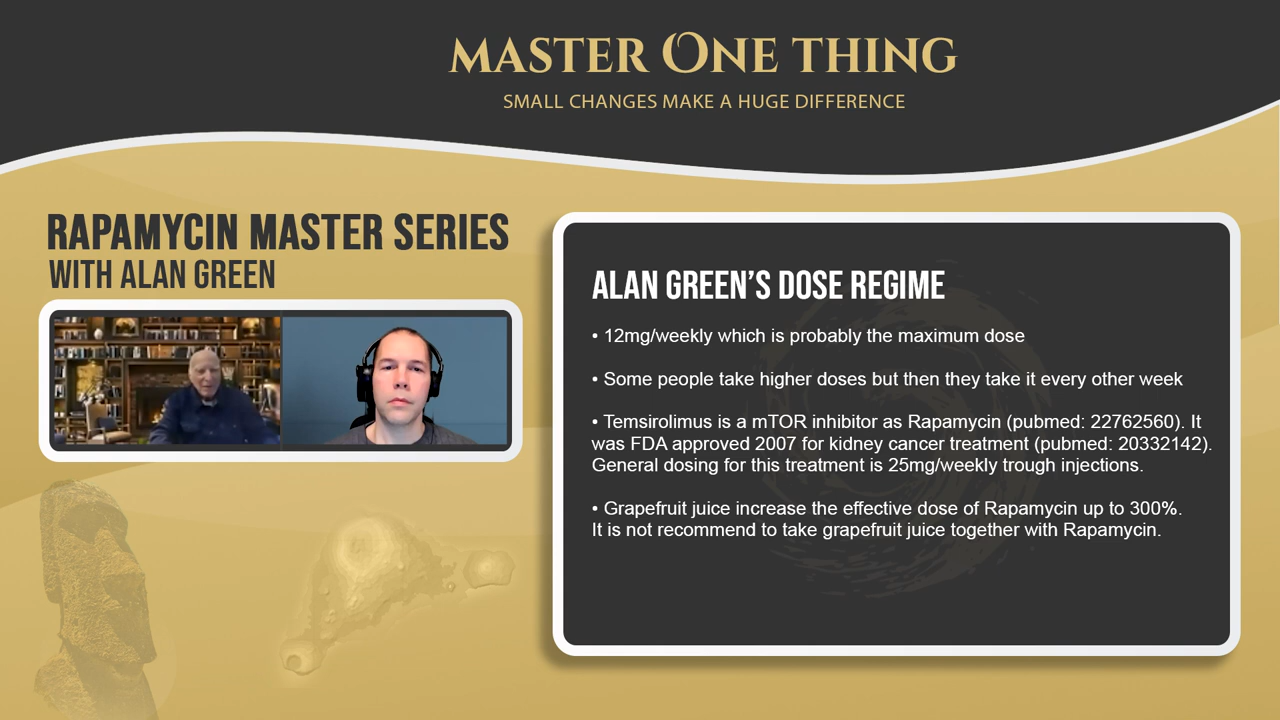 MASTER ONE THING
SMALL CHANGES MAKE A HUGE DIFFERENCE
RAPAMYCIN MASTER SERIES
WITH ALAN GREEN
ALAN GREEN'S DOSE REGIME
• 12mg/weekly which is probably the maximum dose
• Some people take higher doses but then they take it every other week
• Temsirolimus is a mTOR inhibitor as Rapamycin (pubmed: 22762560). It
was FDA approved 2007 for kidney cancer treatment (pubmed: 20332142).
General dosing for this treatment is 25mg/weekly trough injections.
• Grapefruit juice increase the effective dose of Rapamycin up to 300%.
It is not recommend to take grapefruit juice together with Rapamycin.